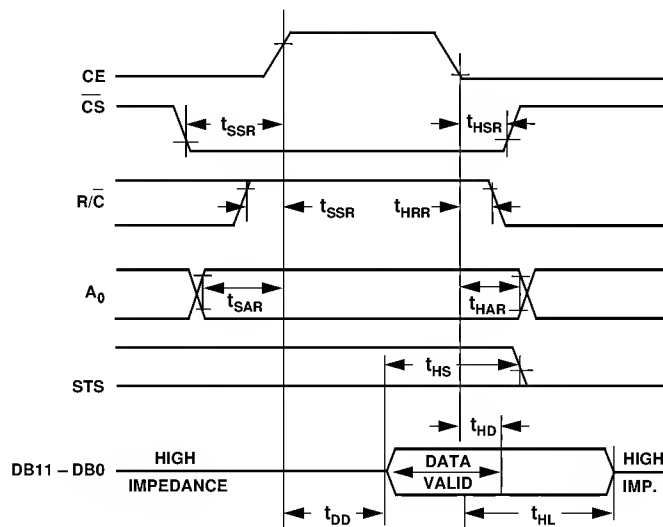 CE
CS
tSSR
tHSR
R/C
tSSR
tHRR
A0
tSAR
tHAR
STS
tHS
tHD
DB11 – DB0
HIGH
IMPEDANCE
DATA
VALID
HIGH
IMP.
tDD
tHL